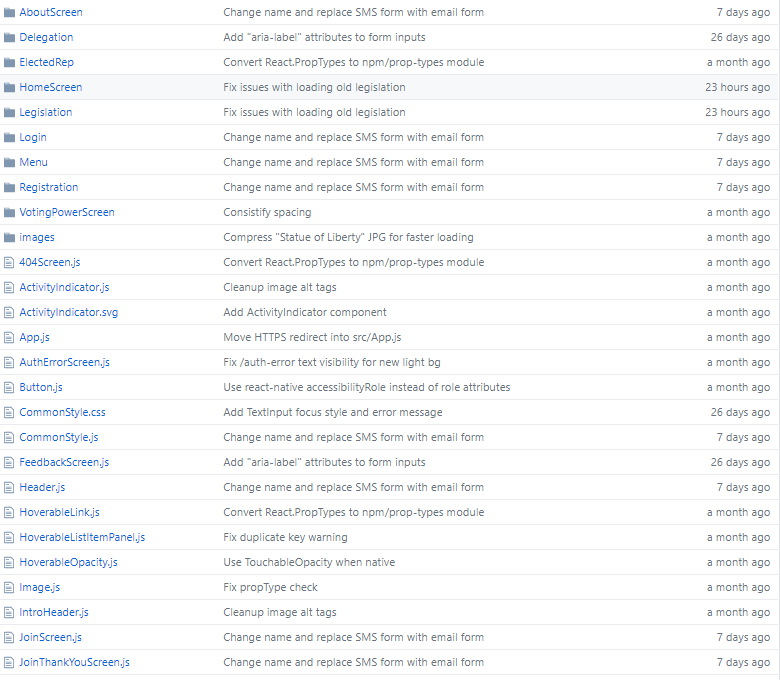 AboutScreen Change name and replace SMS form with email form 7 days ago
Delegation Add "aria-label" attributes to form inputs 26 days ago
ElectedRep Convert React.PropTypes to npm/prop-types module a month ago
HomeScreen Fix issues with loading old legislation 23 hours ago
Legislation Fix issues with loading old legislation 23 hours ago
Login Change name and replace SMS form with email form 7 days ago
Menu Change name and replace SMS form with email form 7 days ago
Registration Change name and replace SMS form with email form 7 days ago
VotingPowerScreen Consistify spacing a month ago
images Compress "Statue of Liberty" JPG for faster loading a month ago
404Screen.js Convert React.PropTypes to npm/prop-types module a month ago
ActivityIndicator.js Cleanup image alt tags a month ago
ActivityIndicator.svg Add ActivityIndicator component a month ago
App.js Move HTTPS redirect into src/App.js a month ago
AuthErrorScreen.js Fix /auth-error text visibility for new light bg a month ago
Button.js Use react-native accessibilityRole instead of role attributes a month ago
CommonStyle.css Add TextInput focus style and error message 26 days ago
CommonStyle.js Change name and replace SMS form with email form 7 days ago
FeedbackScreen.js Add "aria-label" attributes to form inputs 26 days ago
Header.js Change name and replace SMS form with email form 7 days ago
HoverableLink.js Convert React.PropTypes to npm/prop-types module a month ago
HoverableListItemPanel.js Fix duplicate key warning a month ago
HoverableOpacity.js Use TouchableOpacity when native a month ago
Image.js Fix propType check a month ago
IntroHeader.js Cleanup image alt tags a month ago
JoinScreen.js Change name and replace SMS form with email form 7 days ago
JoinThankYouScreen.js Change name and replace SMS form with email form 7 days ago